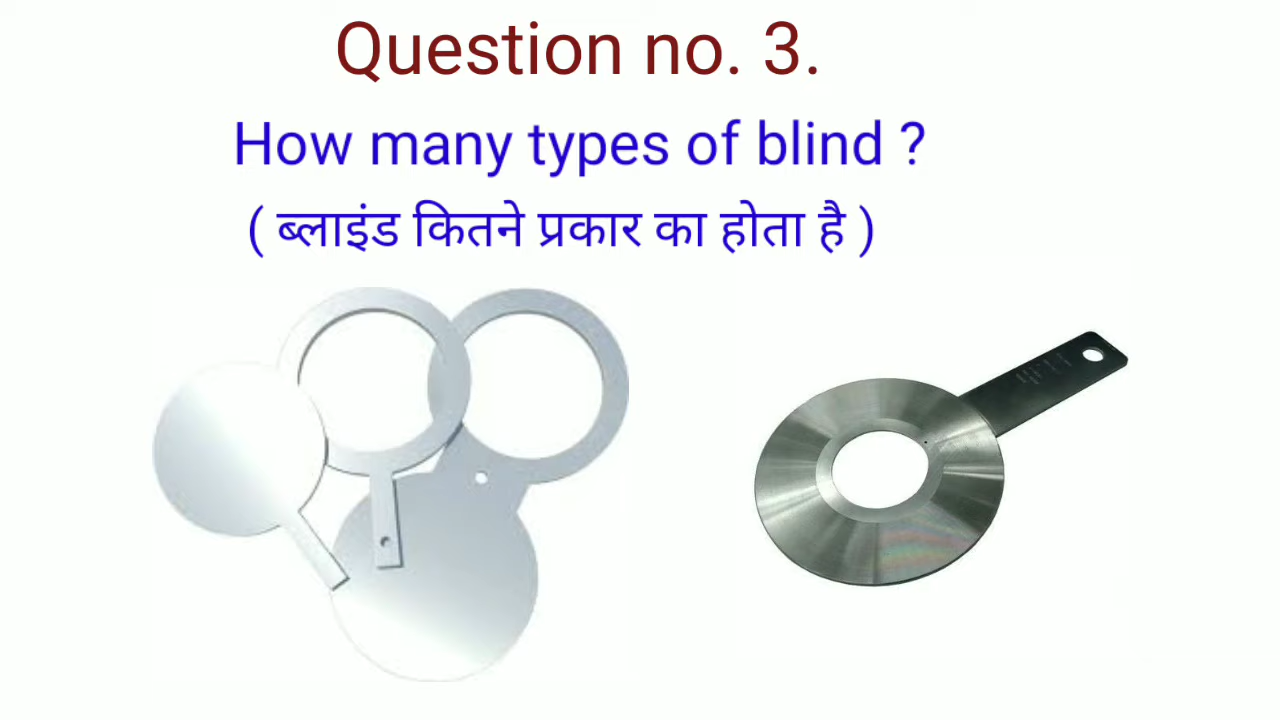 Question no. 3.
How many types of blind ?
( ब्लाइंड कितने प्रकार का होता है )